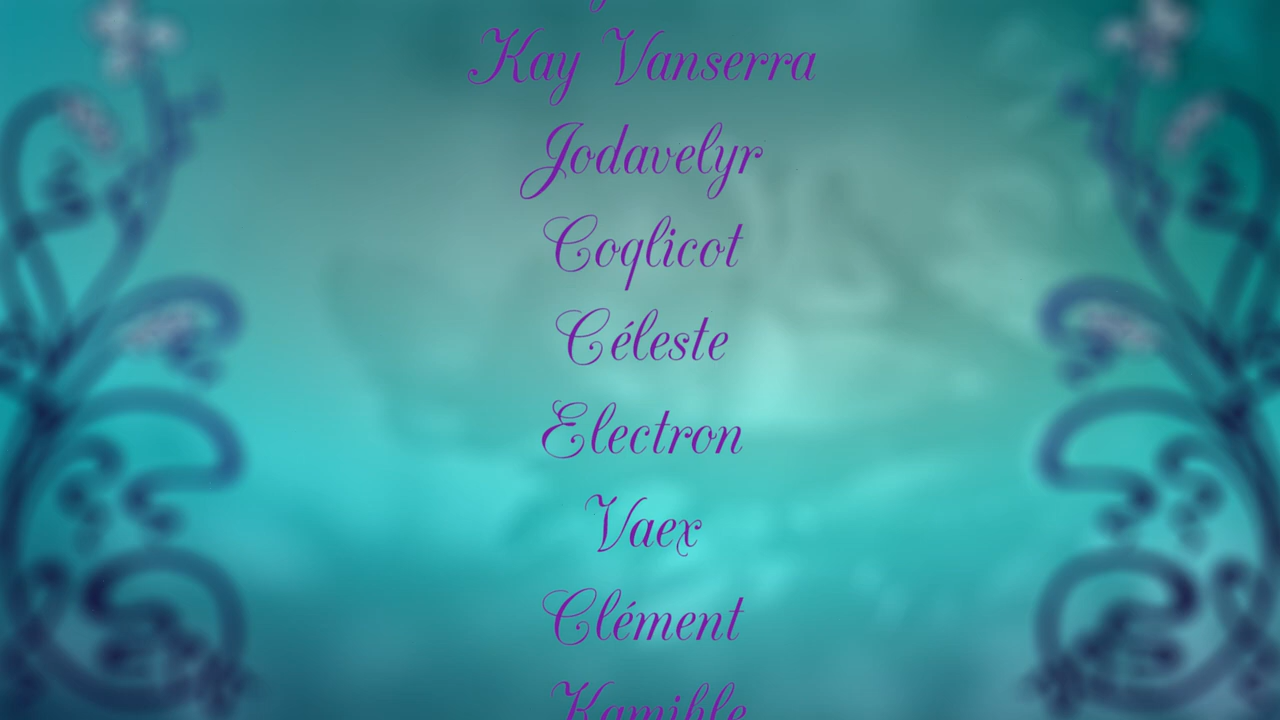 Kay Vanserra
Jodavelyr
Coqlicot
Céleste
Electron
Vaex
Clément